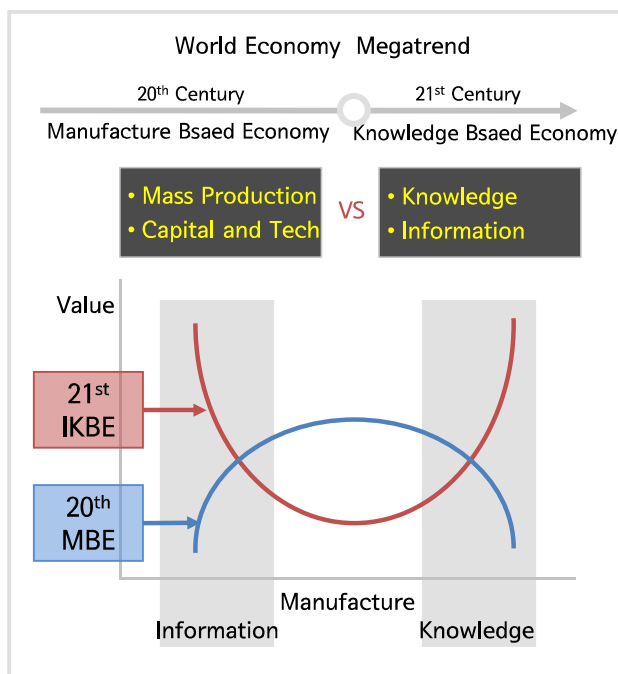 World Economy Megatrend
20th Century
21st Century
Manufacture Bsaed Economy
Knowledge Bsaed Economy
• Mass Production
• Capital and Tech
VS
• Knowledge
• Information
Value
21st
IKBE
20th
MBE
Manufacture
Information
Knowledge